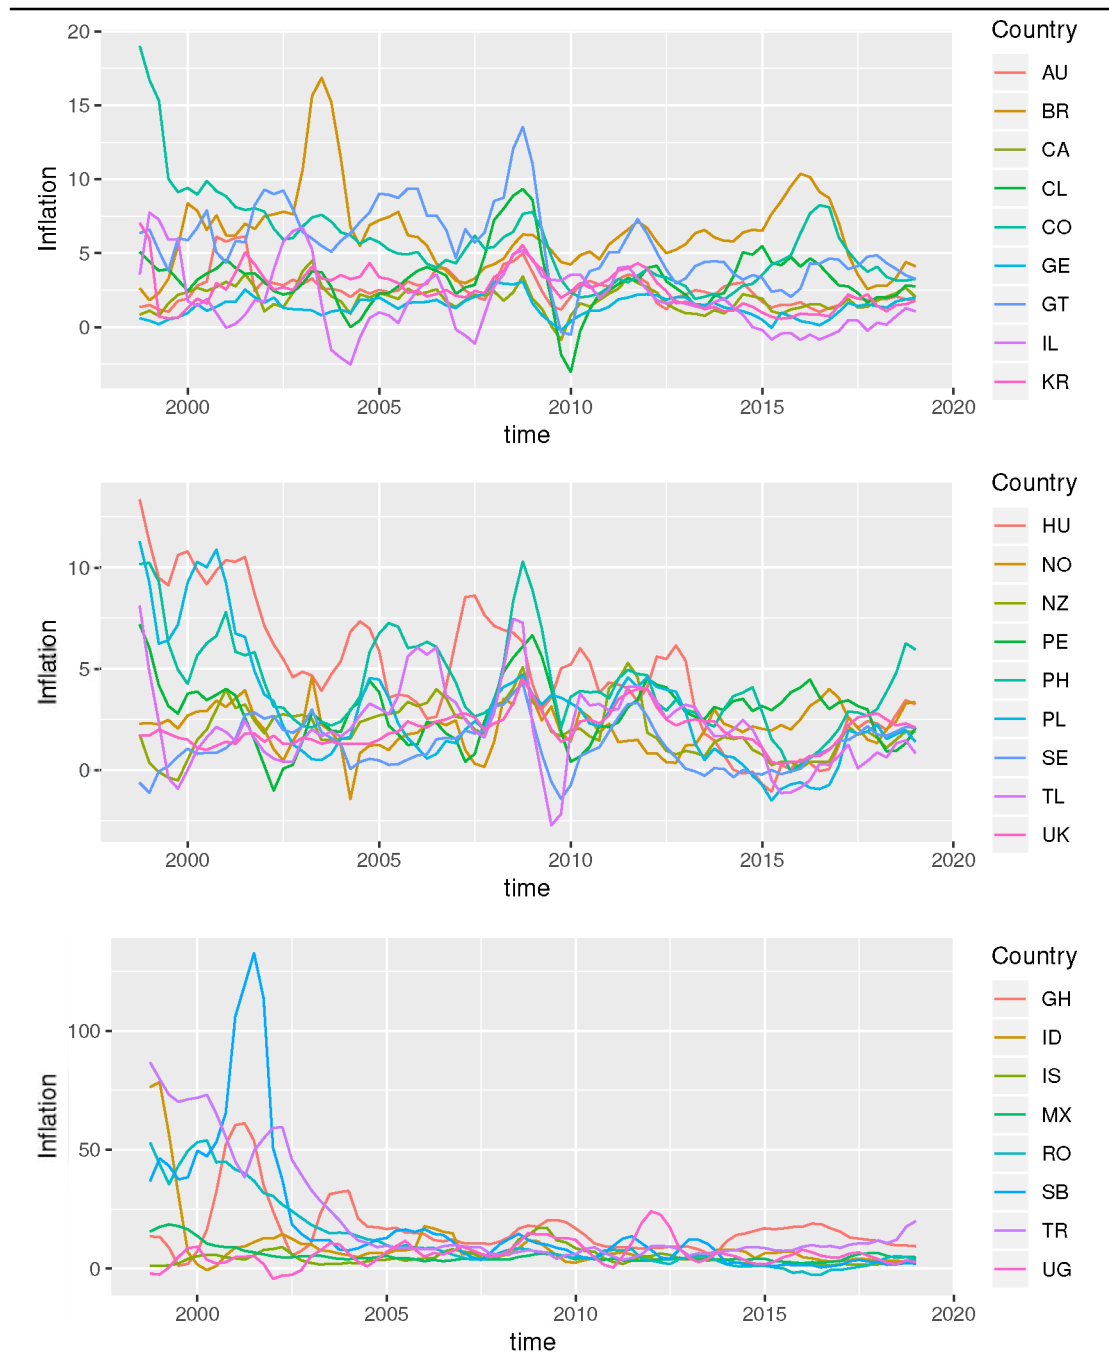 Country
20
15
10
5
0
Inflation
2000 2005 2010 2015 2020
time
AU
BR
CA
CL
CO
GE
GT
IL
KR
Country
10
5
0
Inflation
2000 2005 2010 2015 2020
time
HU
NO
NZ
PE
PH
PL
SE
TL
UK
Country
100
50
0
Inflation
2000 2005 2010 2015 2020
time
GH
ID
IS
MX
RO
SB
TR
UG